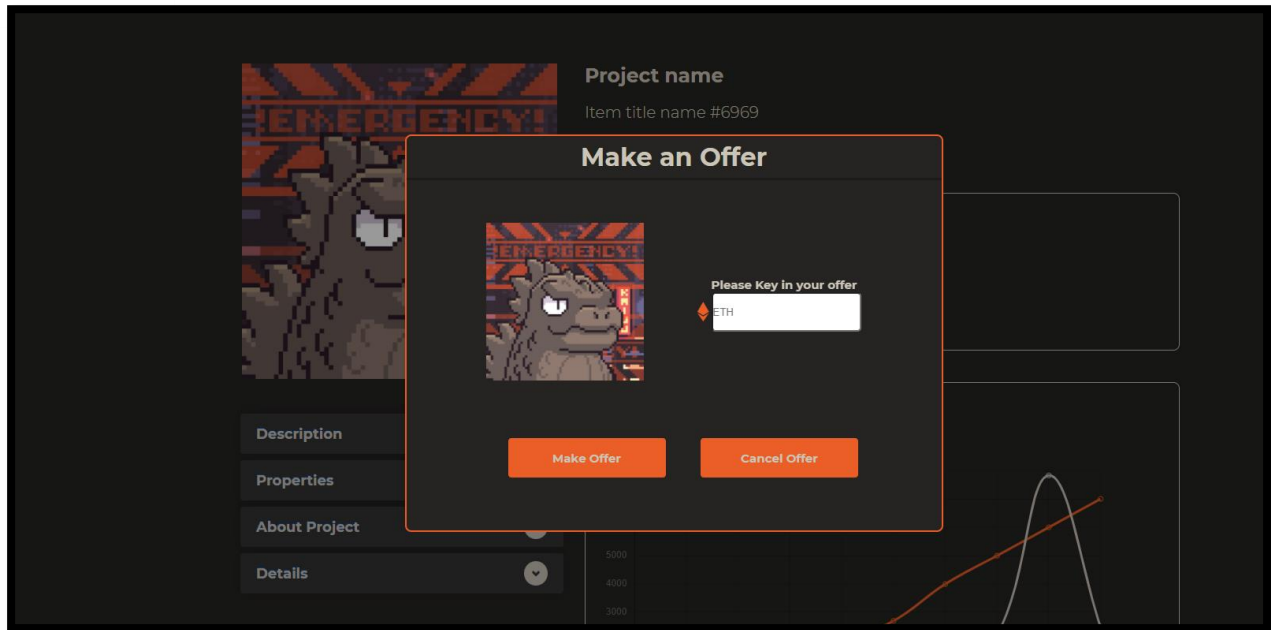 EMERGENCY!
Project name
Item title name #6969
Make an Offer
EMERGENCY!
KAIJU
Please Key in your offer
ETH
Make Offer
Cancel Offer
Description
Properties
About Project
Details
5000
4000
3000